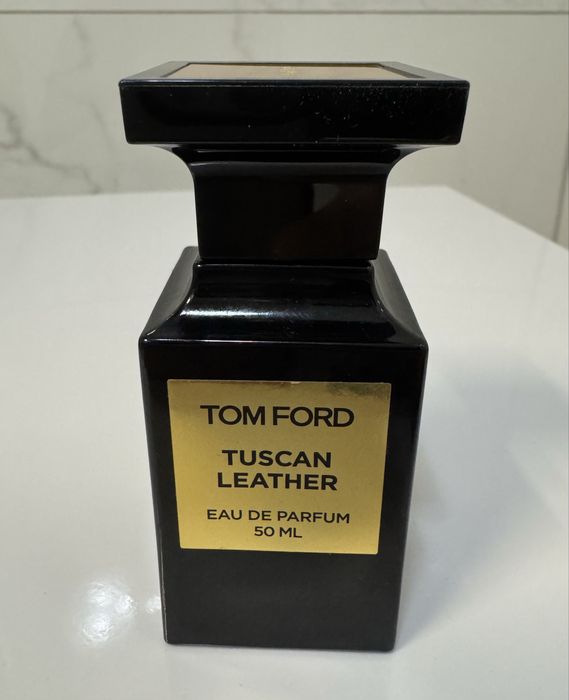 TOM FORD
TUSCAN
LEATHER
EAU DE PARFUM
50 ML